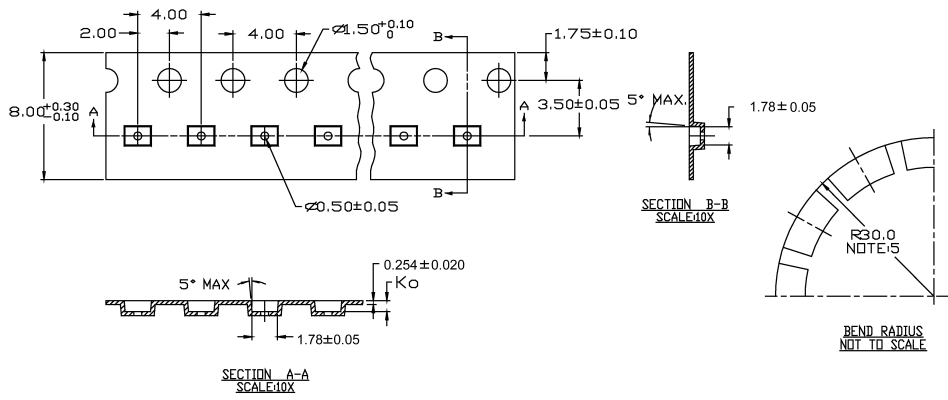 4.00
2.00
4.00
⌀1.50+0.10 0
B
1.75±0.10
8.00+0.30 -0.10
A
A
3.50±0.05
5° MAX.
1.78±0.05
B
⌀0.50±0.05
SECTION B-B
SCALE:10X
R30.0
NOTE:5
5° MAX
0.254±0.020
Ko
1.78±0.05
BEND RADIUS
NOT TO SCALE
SECTION A-A
SCALE:10X